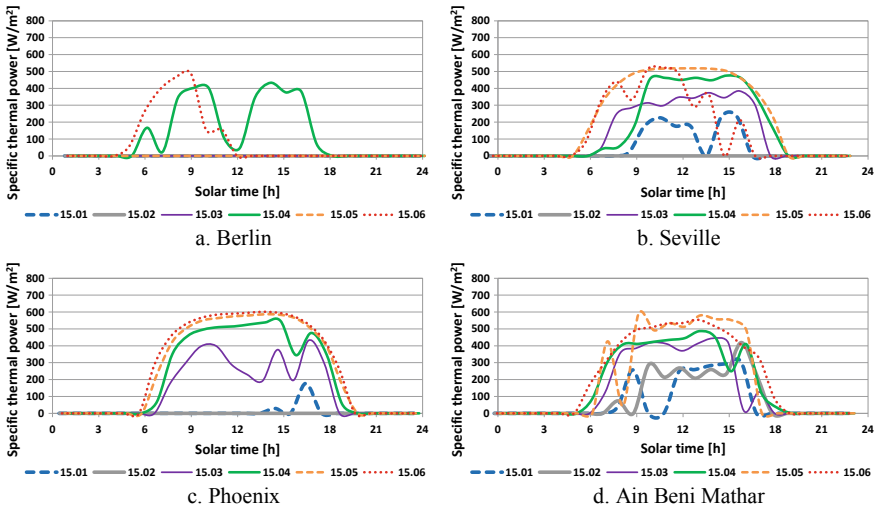 Specific thermal power [W/m²]
800
700
600
500
400
300
200
100
0
0 3 6 9 12 15 18 21 24
Solar time [h]
15.01 15.02 15.03 15.04 15.05 15.06
a. Berlin
Specific thermal power [W/m²]
800
700
600
500
400
300
200
100
0
0 3 6 9 12 15 18 21 24
Solar time [h]
15.01 15.02 15.03 15.04 15.05 15.06
b. Seville
Specific thermal power [W/m²]
800
700
600
500
400
300
200
100
0
0 3 6 9 12 15 18 21 24
Solar time [h]
15.01 15.02 15.03 15.04 15.05 15.06
c. Phoenix
Specific thermal power [W/m²]
800
700
600
500
400
300
200
100
0
0 3 6 9 12 15 18 21 24
Solar time [h]
15.01 15.02 15.03 15.04 15.05 15.06
d. Ain Beni Mathar